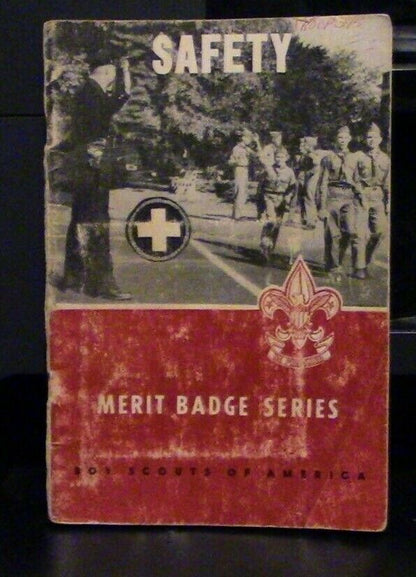 SAFETY
MERIT BADGE SERIES
BOY SCOUTS OF AMERICA